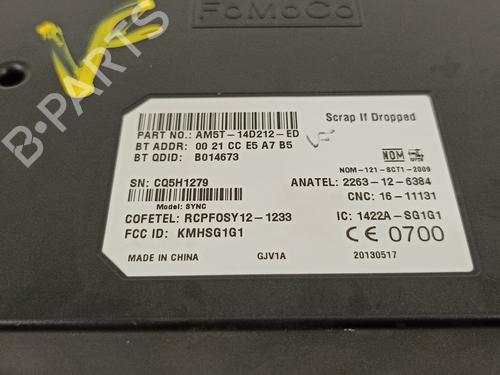 FoMoCo
B-PARTS
Scrap If Dropped
PART NO.: AM5T-14D212-ED
BT ADDR: 00 21 CC E5 A7 B5
BT QDID: B014673
NOM
NOM-121-SCT1-2009
SN: CQ5H1279
ANATEL: 2263-12-6384
Model: SYNC
CNC: 16-11131
COFETEL: RCPFOSY12-1233
IC: 1422A-SG1G1
FCC ID: KMHSG1G1
CE 0700
MADE IN CHINA GJV1A 20130517